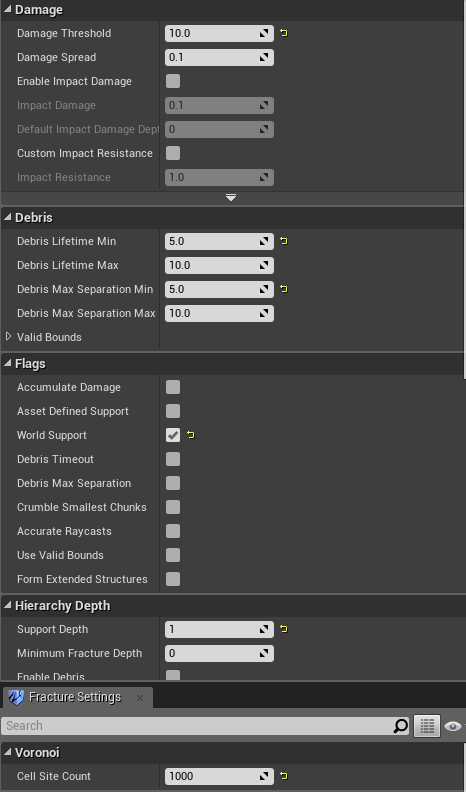 Damage
Damage Threshold 10.0
Damage Spread 0.1
Enable Impact Damage
Impact Damage 0.1
Default Impact Damage Dept 0
Custom Impact Resistance
Impact Resistance 1.0
Debris
Debris Lifetime Min 5.0
Debris Lifetime Max 10.0
Debris Max Separation Min 5.0
Debris Max Separation Max 10.0
Valid Bounds
Flags
Accumulate Damage
Asset Defined Support
World Support
Debris Timeout
Debris Max Separation
Crumble Smallest Chunks
Accurate Raycasts
Use Valid Bounds
Form Extended Structures
Hierarchy Depth
Support Depth 1
Minimum Fracture Depth 0
Enable Debris
Fracture Settings
Search
Voronoi
Cell Site Count 1000